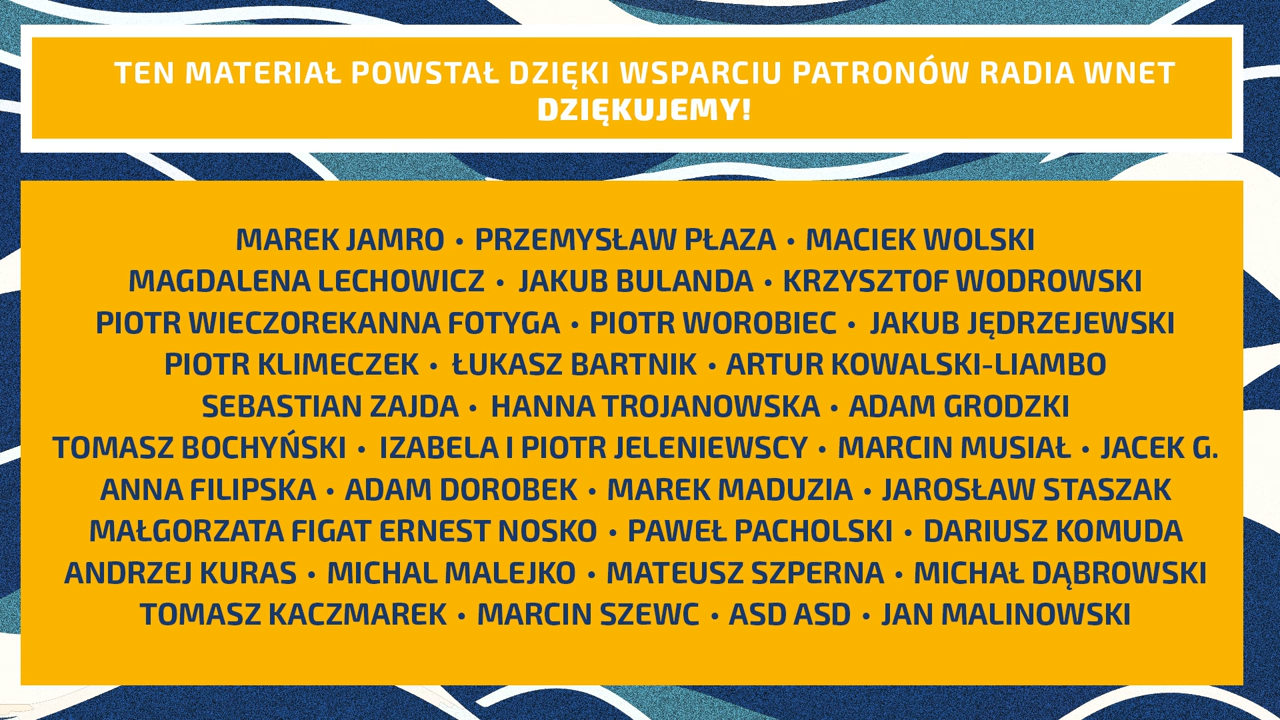 TEN MATERIAŁ POWSTAŁ DZIĘKI WSPARCIU PATRONÓW RADIA WNET
DZIĘKUJEMY!
MAREK JAMRO • PRZEMYSŁAW PŁAZA • MACIEK WOLSKI
MAGDALENA LECHOWICZ • JAKUB BULANDA • KRZYSZTOF WODROWSKI
PIOTR WIECZOREKANNA FOTYGA • PIOTR WOROBIEC • JAKUB JĘDRZEJEWSKI
PIOTR KLIMECZEK • ŁUKASZ BARTNIK • ARTUR KOWALSKI-LIAMBO
SEBASTIAN ZAJDA • HANNA TROJANOWSKA • ADAM GRODZKI
TOMASZ BOCHYŃSKI • IZABELA I PIOTR JELENIEWSCY • MARCIN MUSIAŁ • JACEK G.
ANNA FILIPSKA • ADAM DOROBEK • MAREK MADUZIA • JAROSŁAW STASZAK
MAŁGORZATA FIGAT ERNEST NOSKO • PAWEŁ PACHOLSKI • DARIUSZ KOMUDA
ANDRZEJ KURAS • MICHAL MALEJKO • MATEUSZ SZPERNA • MICHAŁ DĄBROWSKI
TOMASZ KACZMAREK • MARCIN SZEWC • ASD ASD • JAN MALINOWSKI